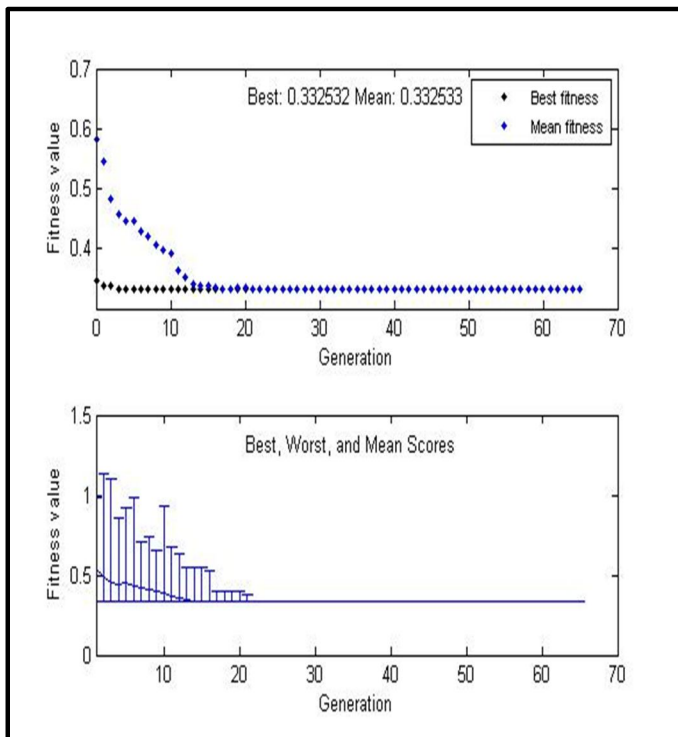 0.7
Best: 0.332532 Mean: 0.332533
Best fitness
Mean fitness
0.6
0.5
0.4
Fitness value
0 10 20 30 40 50 60 70
Generation
1.5
Best, Worst, and Mean Scores
1
0.5
0
Fitness value
10 20 30 40 50 60 70
Generation